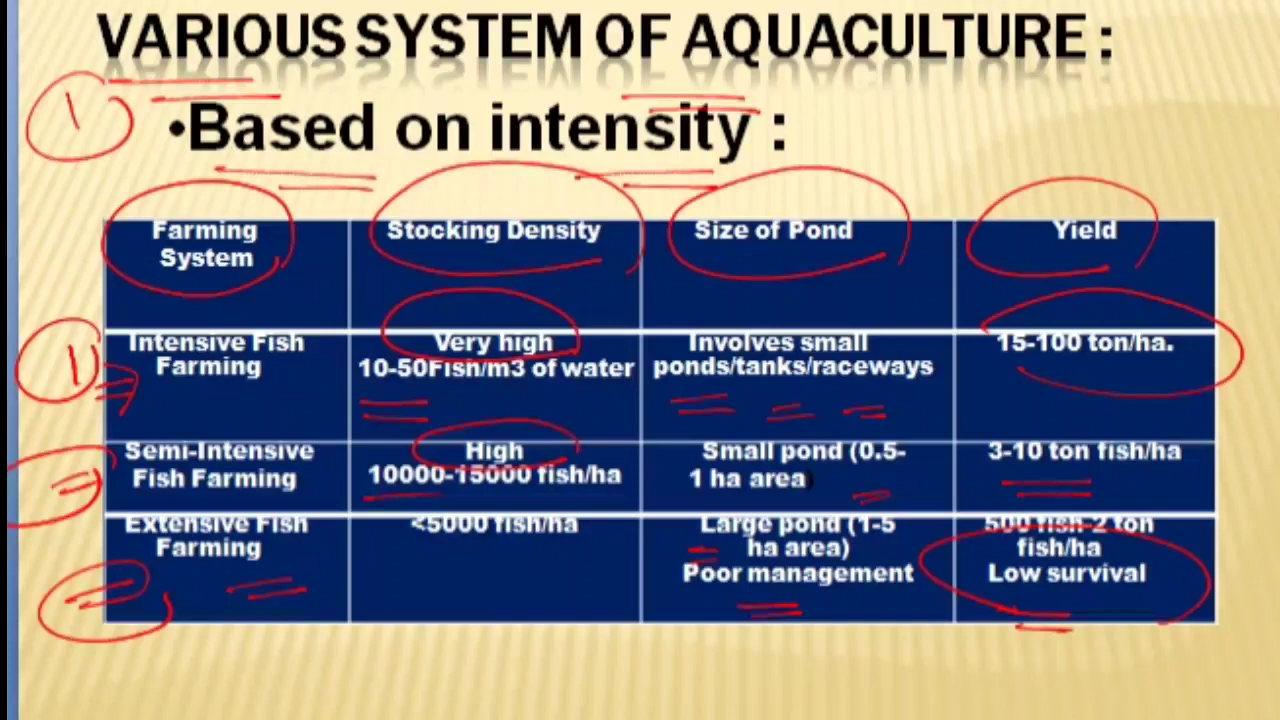 VARIOUS SYSTEM OF AQUACULTURE :
1
•Based on intensity :
Farming
System
Stocking Density
Size of Pond
Yield
Intensive Fish
Farming
Very high
10-50Fish/m3 of water
Involves small
ponds/tanks/raceways
15-100 ton/ha.
Semi-Intensive
Fish Farming
High
10000-15000 fish/ha
Small pond (0.5-
1 ha area)
3-10 ton fish/ha
Extensive Fish
Farming
<5000 fish/ha
Large pond (1-5
ha area)
Poor management
500 fish-2 ton
fish/ha
Low survival